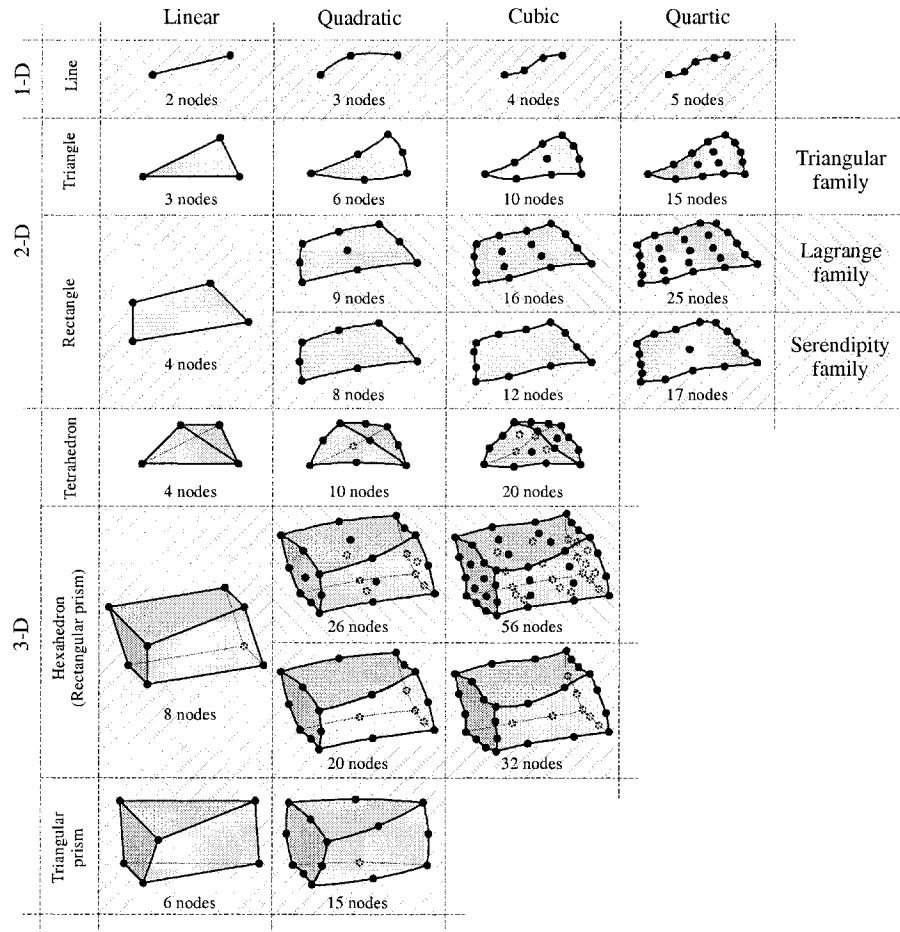 Linear Quadratic Cubic Quartic
1-D
Line
2 nodes 3 nodes 4 nodes 5 nodes
2-D
Triangle
3 nodes 6 nodes 10 nodes 15 nodes
Triangular
family
Rectangle
4 nodes
9 nodes 16 nodes 25 nodes
Lagrange
family
8 nodes 12 nodes 17 nodes
Serendipity
family
3-D
Tetrahedron
4 nodes 10 nodes 20 nodes
Hexahedron
(Rectangular prism)
8 nodes
26 nodes 56 nodes
20 nodes 32 nodes
Triangular
prism
6 nodes 15 nodes